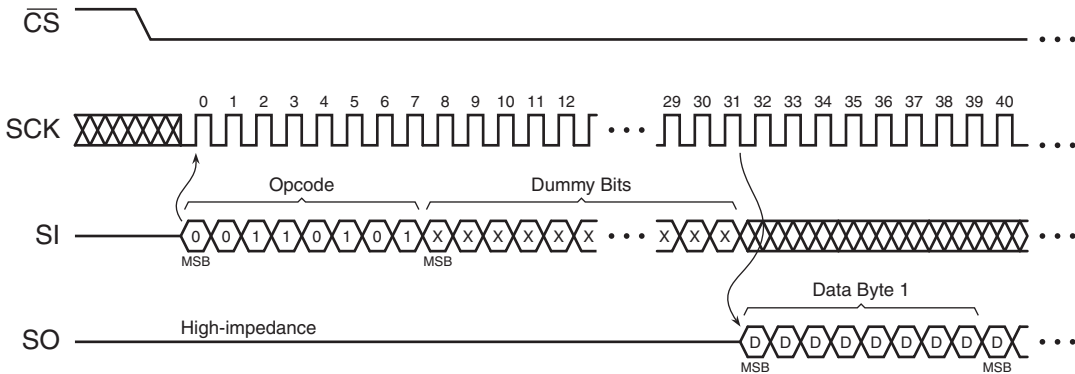 CS
0 1 2 3 4 5 6 7 8 9 10 11 12 29 30 31 32 33 34 35 36 37 38 39 40
SCK
Opcode Dummy Bits
SI 0 0 1 1 0 1 0 1 X X X X X X X X X
MSB MSB
Data Byte 1
High-impedance
SO D D D D D D D D D
MSB MSB